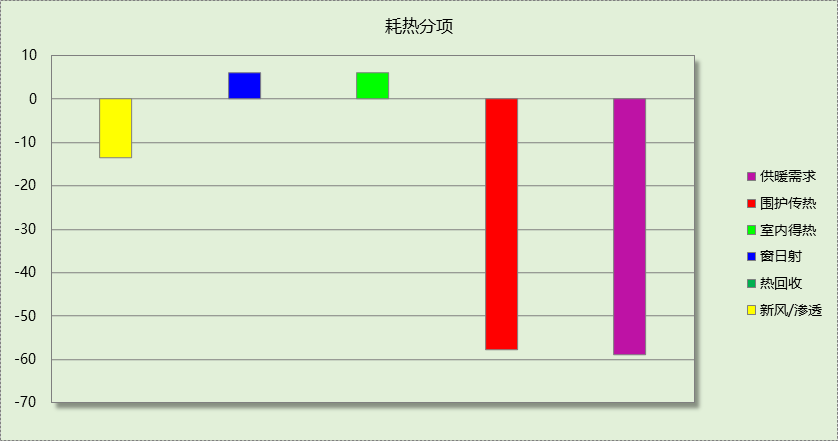 耗热分项
10
0
-10
-20
-30
-40
-50
-60
-70
供暖需求
围护传热
室内得热
窗日射
热回收
新风/渗透